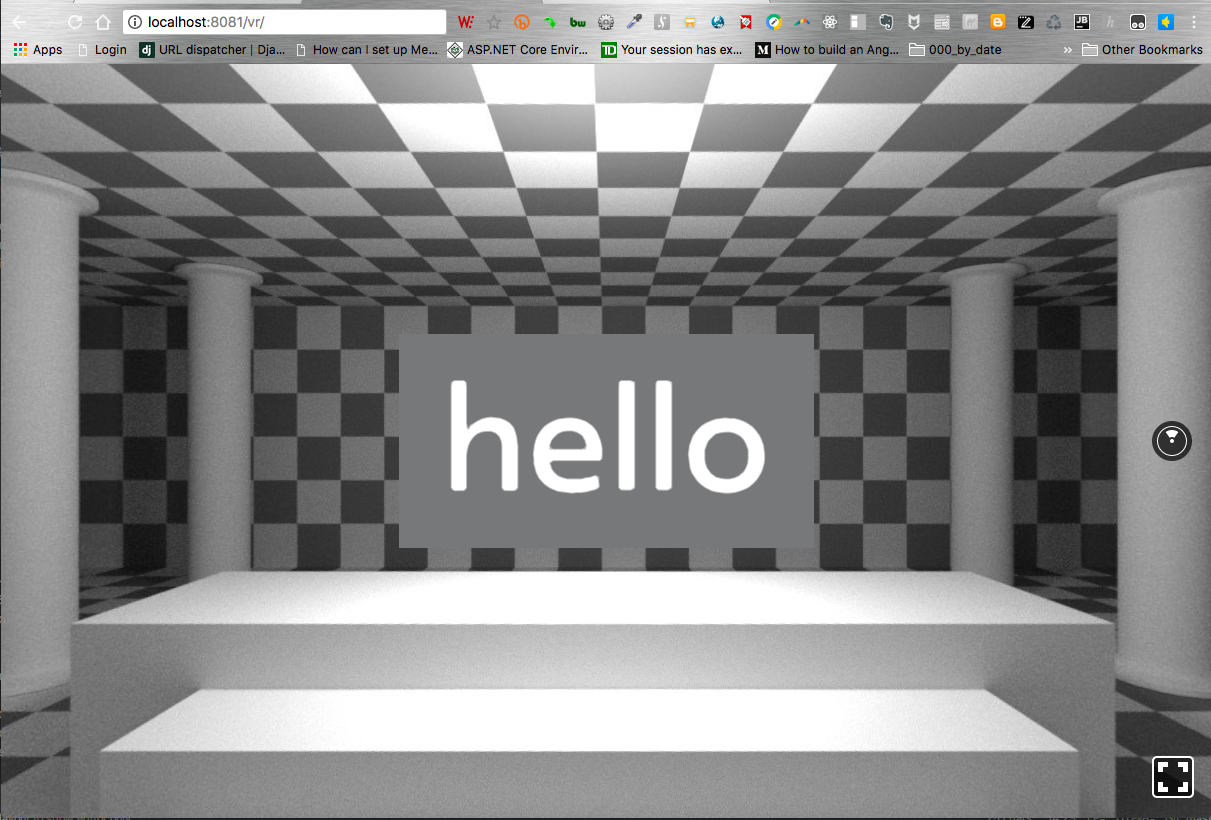 localhost:8081/vr/
Apps Login URL dispatcher | Dja... How can I set up Me... ASP.NET Core Envir... Your session has ex... How to build an Ang... 000_by_date » Other Bookmarks
hello